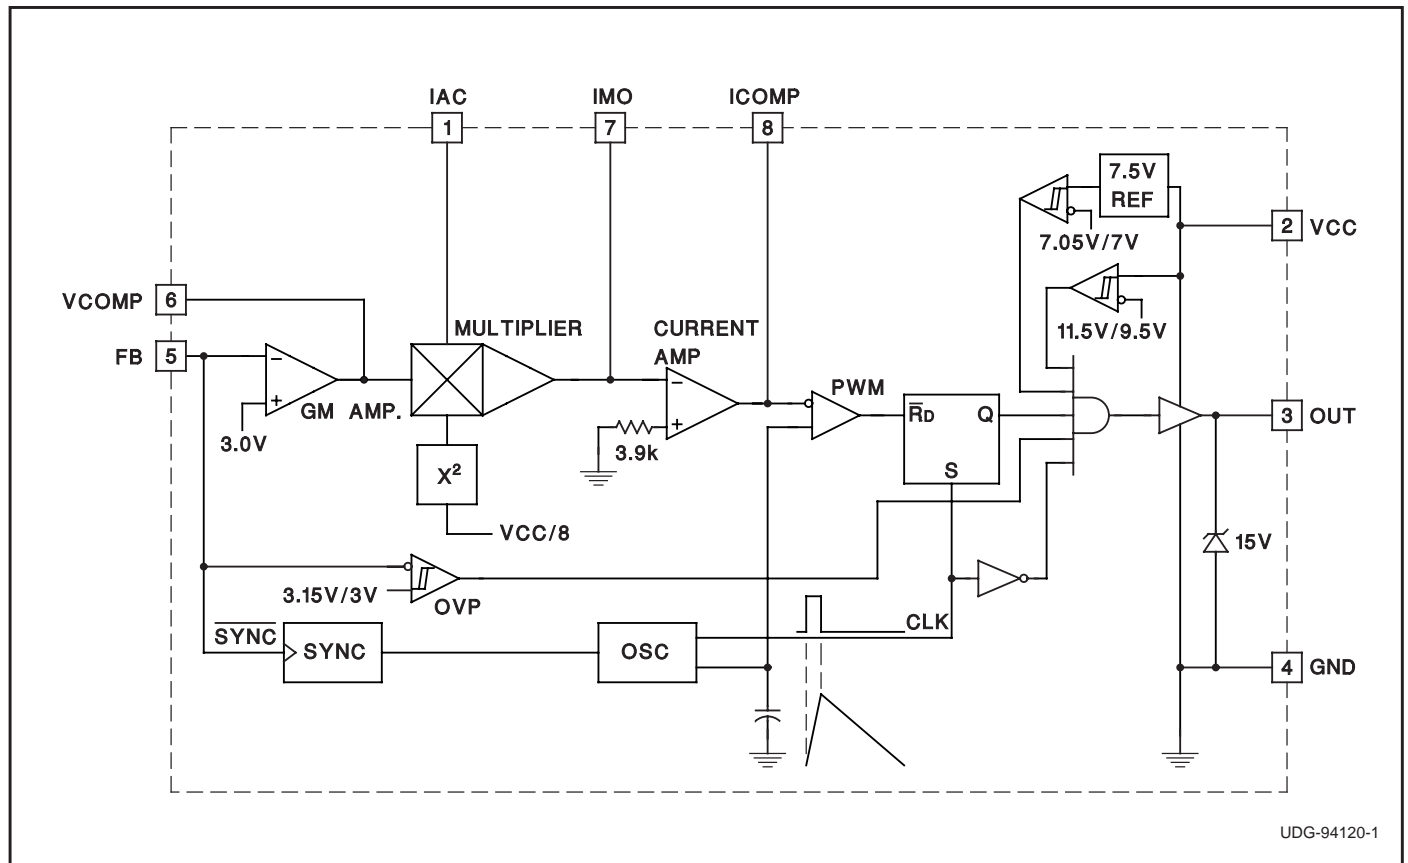 IAC IMO ICOMP
1 7 8
7.5V
REF
2 VCC
7.05V/7V
VCOMP 6
11.5V/9.5V
MULTIPLIER CURRENT
AMP
FB 5
−
+
GM AMP.
3.0V
−
+
3.9k
PWM
R̅D Q
S
3 OUT
X²
VCC/8
15V
3.15V/3V
OVP
S̅Y̅N̅C̅ SYNC OSC CLK
4 GND
UDG-94120-1